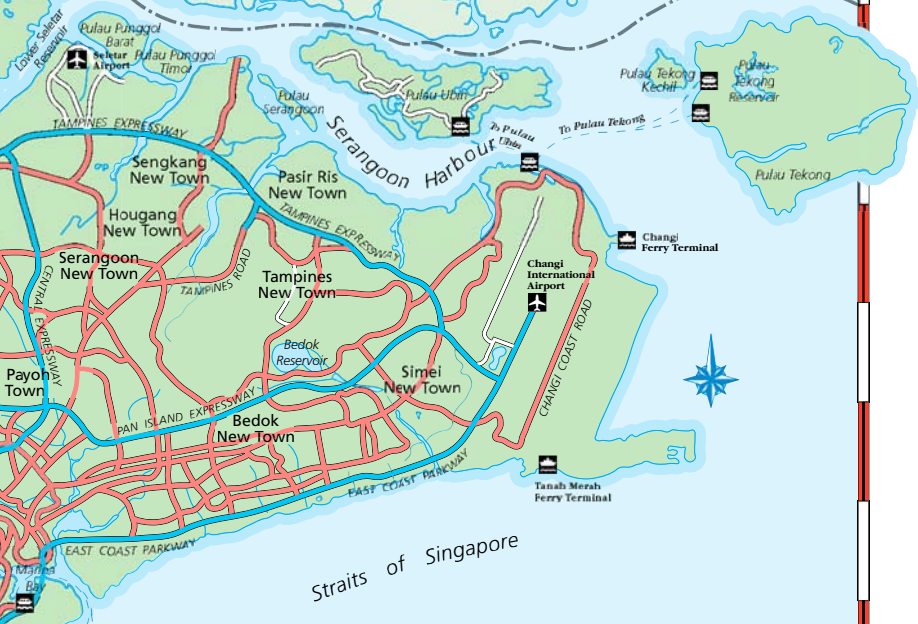 Lower Seletar
Reservoir
Pulau Punggol
Barat
Seletar
Airport
Pulau Punggol
Timor
Pulau
Serangoon
Pulau Ubin
Pulau Tekong
Kechil
Pulau
Tekong
Reservoir
To Pulau
Ubin
To Pulau Tekong
Serangoon Harbour
Pulau Tekong
TAMPINES EXPRESSWAY
Sengkang
New Town
Pasir Ris
New Town
Hougang
New Town
TAMPINES EXPRESSWAY
Changi
Ferry Terminal
Serangoon
New Town
TAMPINES ROAD
Tampines
New Town
Changi
International
Airport
CENTRAL EXPRESSWAY
CHANGI COAST ROAD
Bedok
Reservoir
Payoh
Town
Simei
New Town
PAN ISLAND EXPRESSWAY
Bedok
New Town
EAST COAST PARKWAY
Tanah Merah
Ferry Terminal
EAST COAST PARKWAY
Straits of Singapore
Marina
Bay